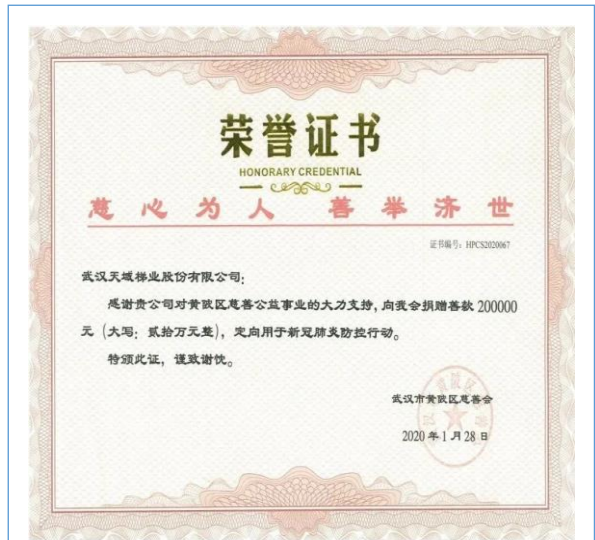 荣誉证书
HONORARY CREDENTIAL
慈心为人 善举济世
证书编号：HPCS2020067
武汉天域梯业股份有限公司：
感谢贵公司对黄陂区慈善公益事业的大力支持，向我会捐赠善款 200000
元（大写：贰拾万元整），定向用于新冠肺炎防控行动。
特颁此证，谨致谢忱。
武汉市黄陂区慈善会
2020 年 1 月 28 日